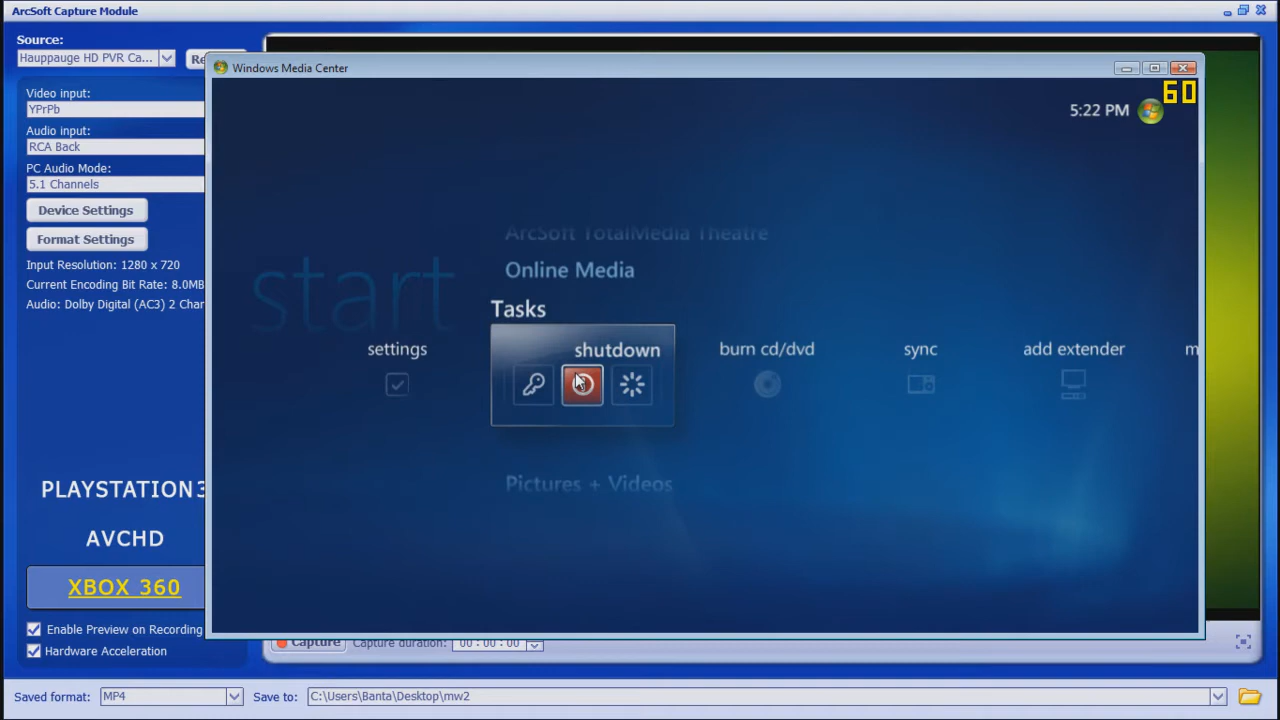 ArcSoft Capture Module
Source:
Hauppauge HD PVR Ca...
Re
Video input:
YPrPb
Audio input:
RCA Back
PC Audio Mode:
5.1 Channels
Device Settings
Format Settings
Input Resolution: 1280 x 720
Current Encoding Bit Rate: 8.0MB
Audio: Dolby Digital (AC3) 2 Char
PLAYSTATION 3
AVCHD
XBOX 360
Enable Preview on Recording
Hardware Acceleration
Windows Media Center
60
5:22 PM
ArcSoft TotalMedia Theatre
start
Online Media
Tasks
settings
shutdown
burn cd/dvd
sync
add extender
m
Pictures + Videos
Capture
Capture duration:
00 : 00 : 00
Saved format:
MP4
Save to:
C:\Users\Banta\Desktop\mw2